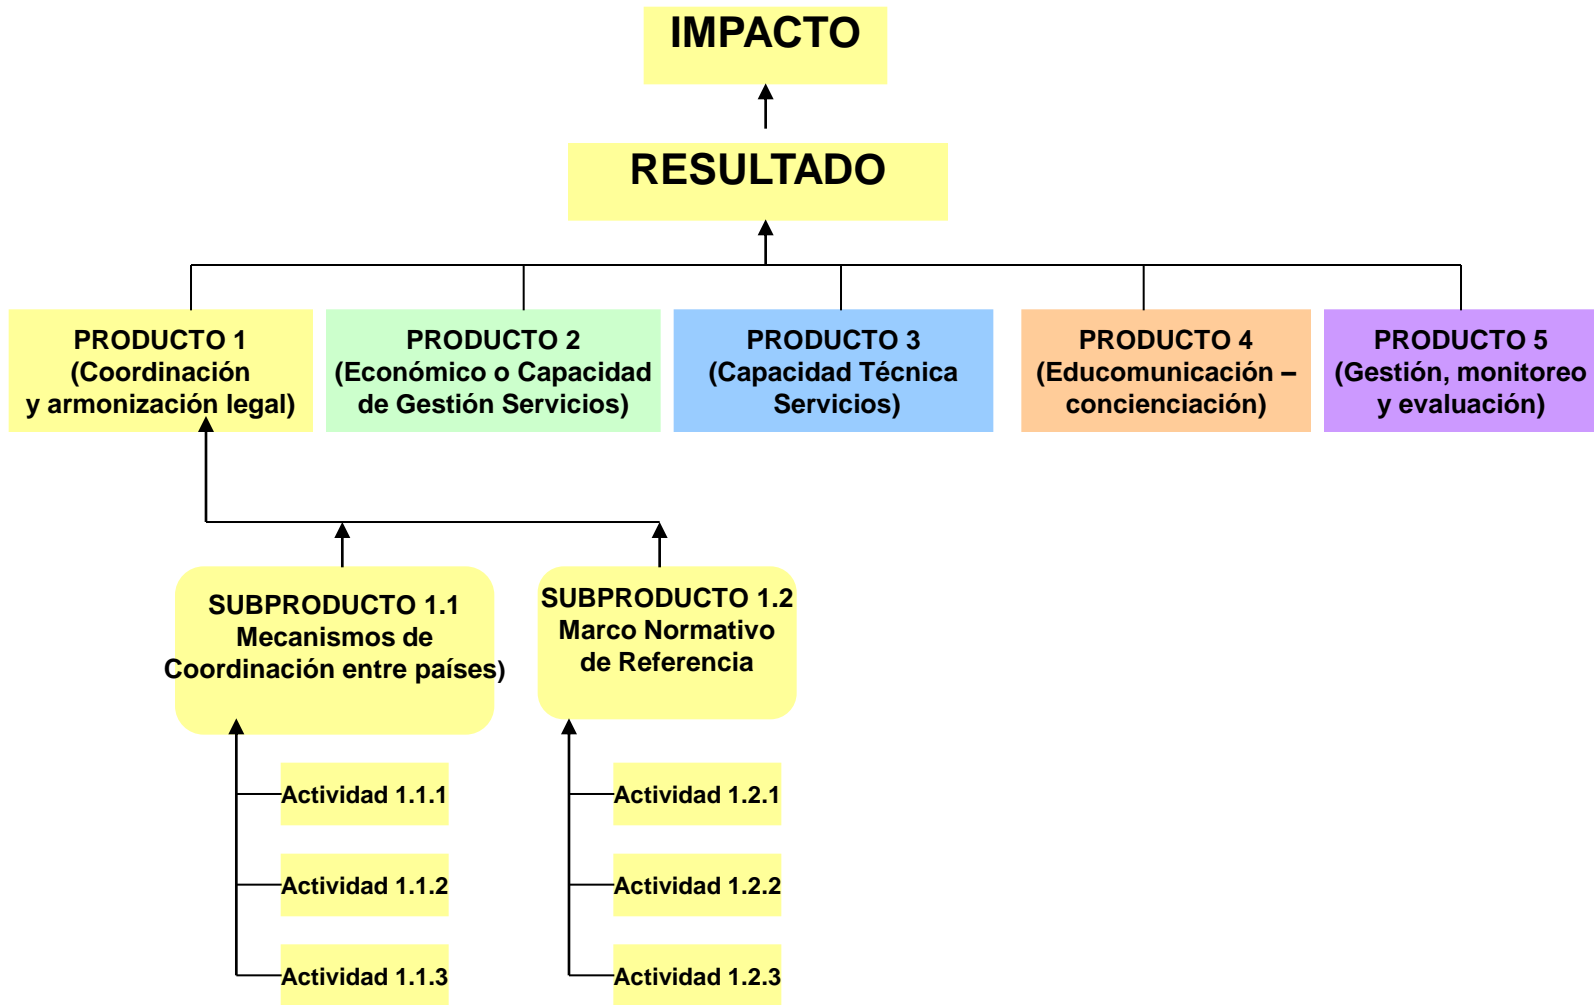 IMPACTO
RESULTADO
PRODUCTO 1
(Coordinación
y armonización legal)
PRODUCTO 2
(Económico o Capacidad
de Gestión Servicios)
PRODUCTO 3
(Capacidad Técnica
Servicios)
PRODUCTO 4
(Educomunicación –
concienciación)
PRODUCTO 5
(Gestión, monitoreo
y evaluación)
SUBPRODUCTO 1.1
Mecanismos de
Coordinación entre países)
SUBPRODUCTO 1.2
Marco Normativo
de Referencia
Actividad 1.1.1
Actividad 1.1.2
Actividad 1.1.3
Actividad 1.2.1
Actividad 1.2.2
Actividad 1.2.3